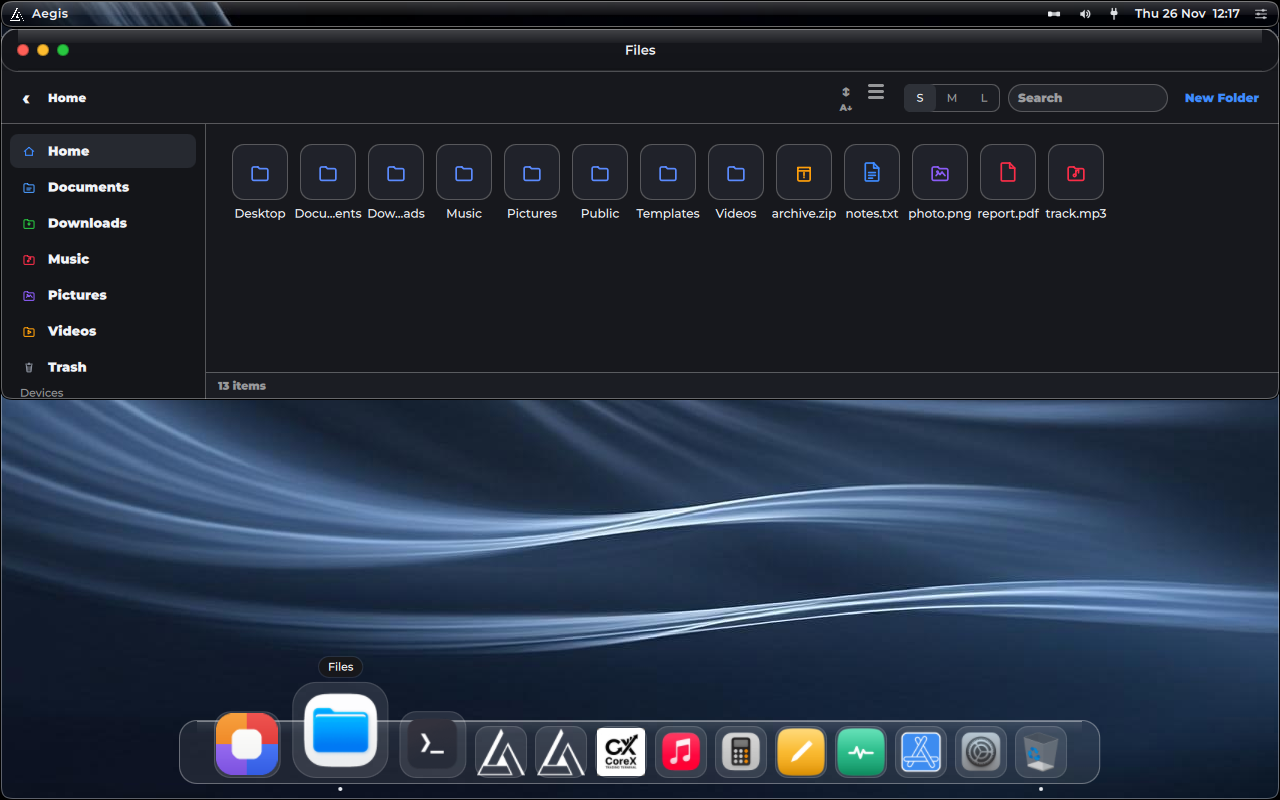 Aegis
Thu 26 Nov 12:17
Files
Home
A+
S M L
Search
New Folder
Home
Documents
Downloads
Music
Pictures
Videos
Trash
Devices
Desktop Docu...ents Dow...ads Music Pictures Public Templates Videos archive.zip notes.txt photo.png report.pdf track.mp3
13 items
Files
CX
CoreX
TRADING TERMINAL